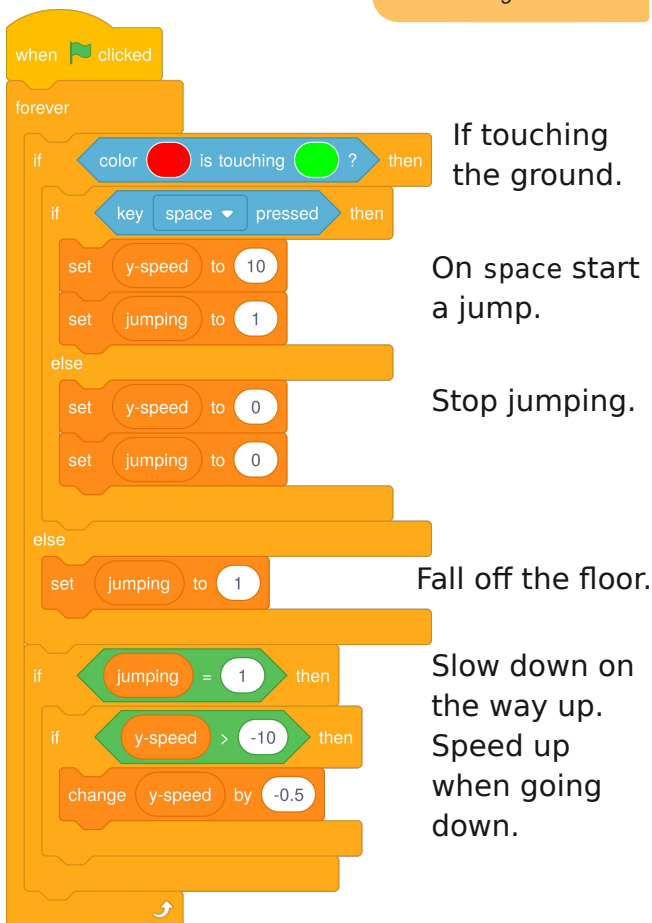 when clicked
forever
if color is touching ? then
If touching
the ground.
if key space pressed then
set y-speed to 10
On space start
a jump.
set jumping to 1
else
set y-speed to 0
Stop jumping.
set jumping to 0
else
set jumping to 1
Fall off the floor.
if jumping = 1 then
Slow down on
the way up.
if y-speed > -10 then
Speed up
change y-speed by -0.5
when going
down.